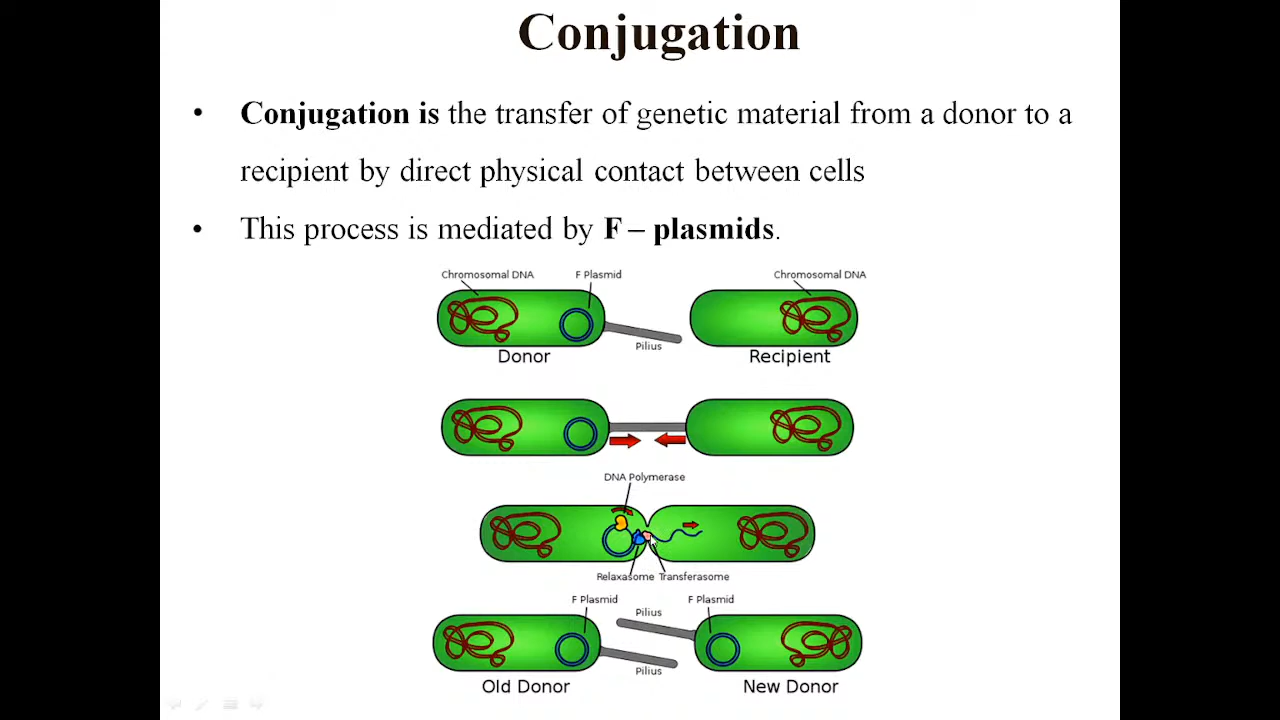 Conjugation
• Conjugation is the transfer of genetic material from a donor to a
recipient by direct physical contact between cells
• This process is mediated by F – plasmids.
Chromosomal DNA F Plasmid Chromosomal DNA
Pilius
Donor Recipient
DNA Polymerase
Relaxasome Transferasome
F Plasmid F Plasmid
Pilius
Pilius
Old Donor New Donor